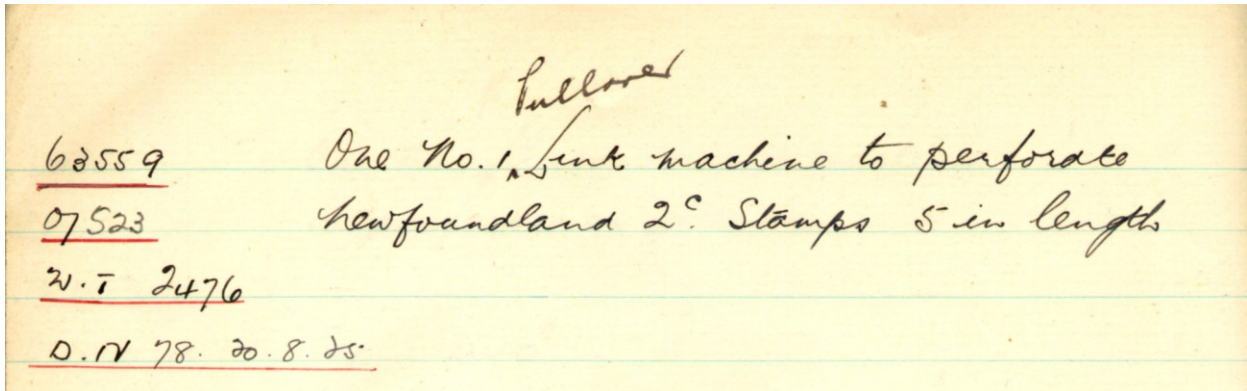 Pullover
63559 One No. 1 ‸ Link machine to perforate
07523 Newfoundland 2c. Stamps 5 in length
W.T 2476
D.N 78. 20.8.25